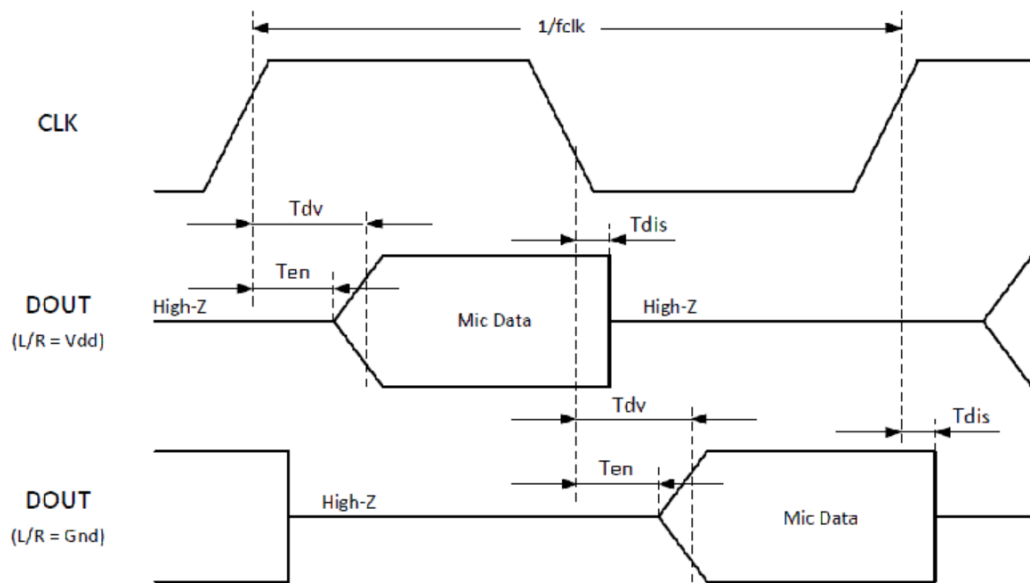 1/fclk
CLK
Tdv
Tdis
Ten
DOUT
(L/R = Vdd)
High-Z
Mic Data
High-Z
Tdv
Tdis
Ten
DOUT
(L/R = Gnd)
High-Z
Mic Data